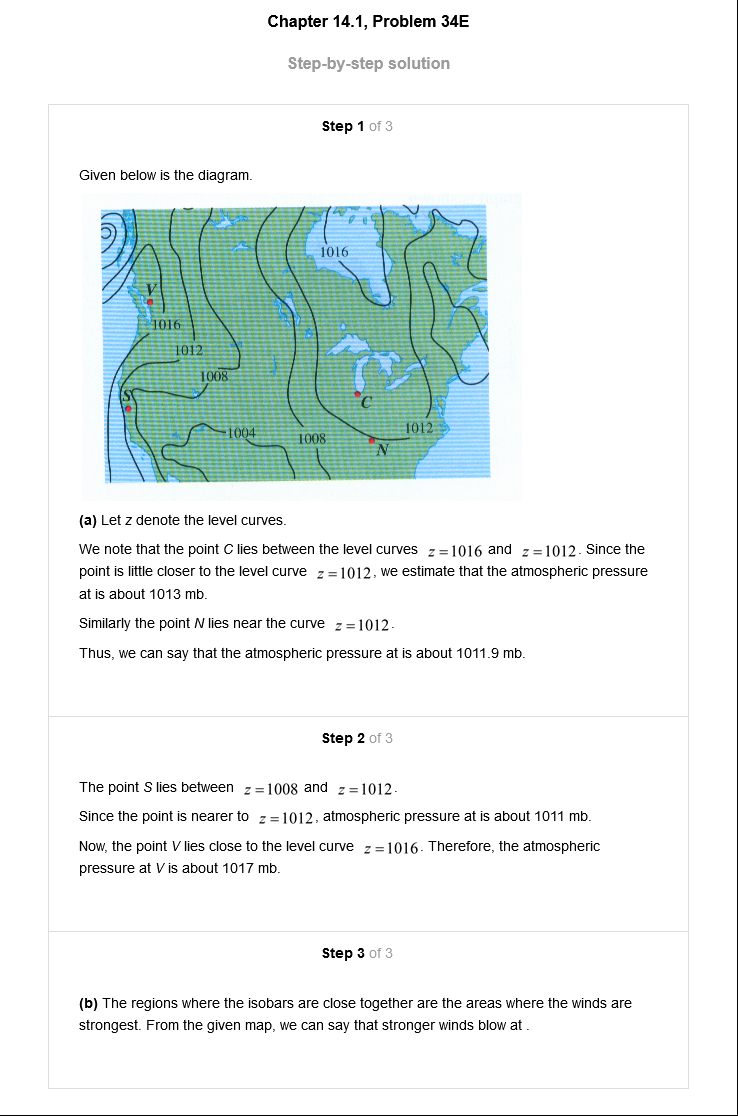 Chapter 14.1, Problem 34E
Step-by-step solution
Step 1 of 3
Given below is the diagram.
1016
V
1016
1012
1008
S
C
1004
1008
1012
N
(a) Let z denote the level curves.
We note that the point C lies between the level curves z = 1016 and z = 1012. Since the
point is little closer to the level curve z = 1012, we estimate that the atmospheric pressure
at is about 1013 mb.
Similarly the point N lies near the curve z = 1012.
Thus, we can say that the atmospheric pressure at is about 1011.9 mb.
Step 2 of 3
The point S lies between z = 1008 and z = 1012.
Since the point is nearer to z = 1012, atmospheric pressure at is about 1011 mb.
Now, the point V lies close to the level curve z = 1016. Therefore, the atmospheric
pressure at V is about 1017 mb.
Step 3 of 3
(b) The regions where the isobars are close together are the areas where the winds are
strongest. From the given map, we can say that stronger winds blow at .